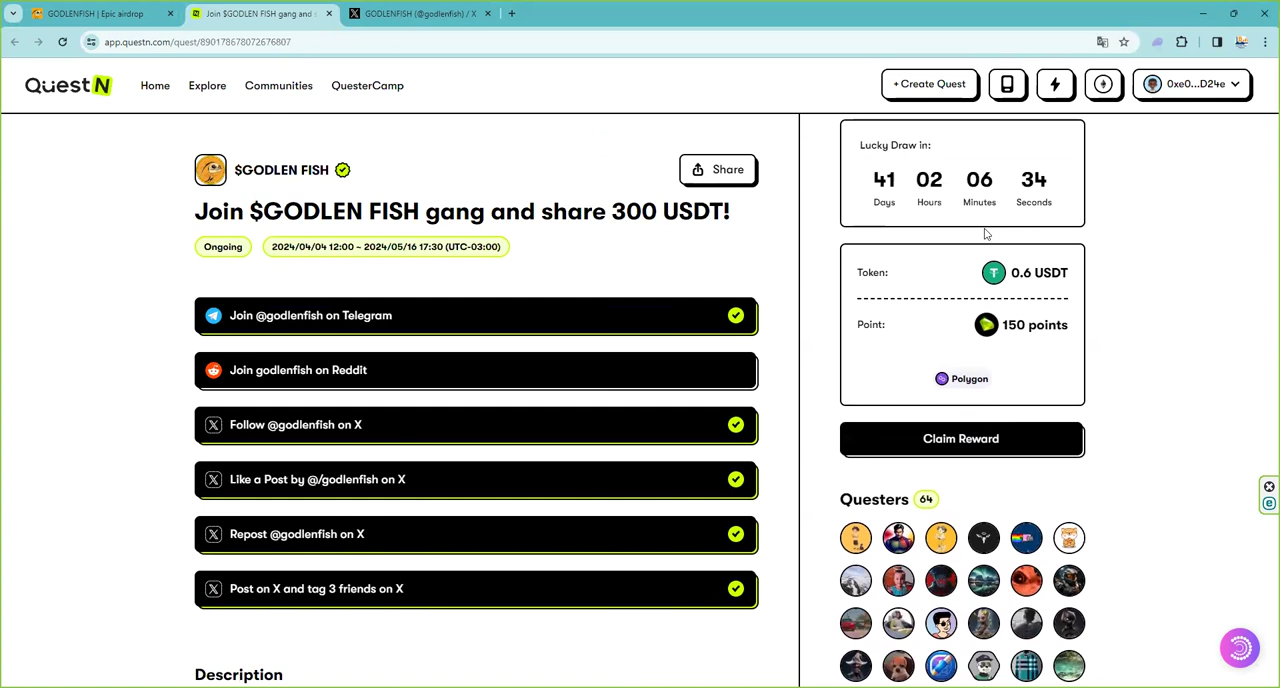 GODLENFISH | Epic airdrop
Join $GODLEN FISH gang and s
GODLENFISH (@godlenfish) / X
app.questn.com/quest/890178678072676807
QuestN
Home
Explore
Communities
QuesterCamp
+ Create Quest
0xe0...D24e
$GODLEN FISH
Share
Join $GODLEN FISH gang and share 300 USDT!
Ongoing
2024/04/04 12:00 ~ 2024/05/16 17:30 (UTC-03:00)
Join @godlenfish on Telegram
Join godlenfish on Reddit
Follow @godlenfish on X
Like a Post by @/godlenfish on X
Repost @godlenfish on X
Post on X and tag 3 friends on X
Description
Lucky Draw in:
41 02 06 34
Days Hours Minutes Seconds
Token: 0.6 USDT
Point: 150 points
Polygon
Claim Reward
Questers 64